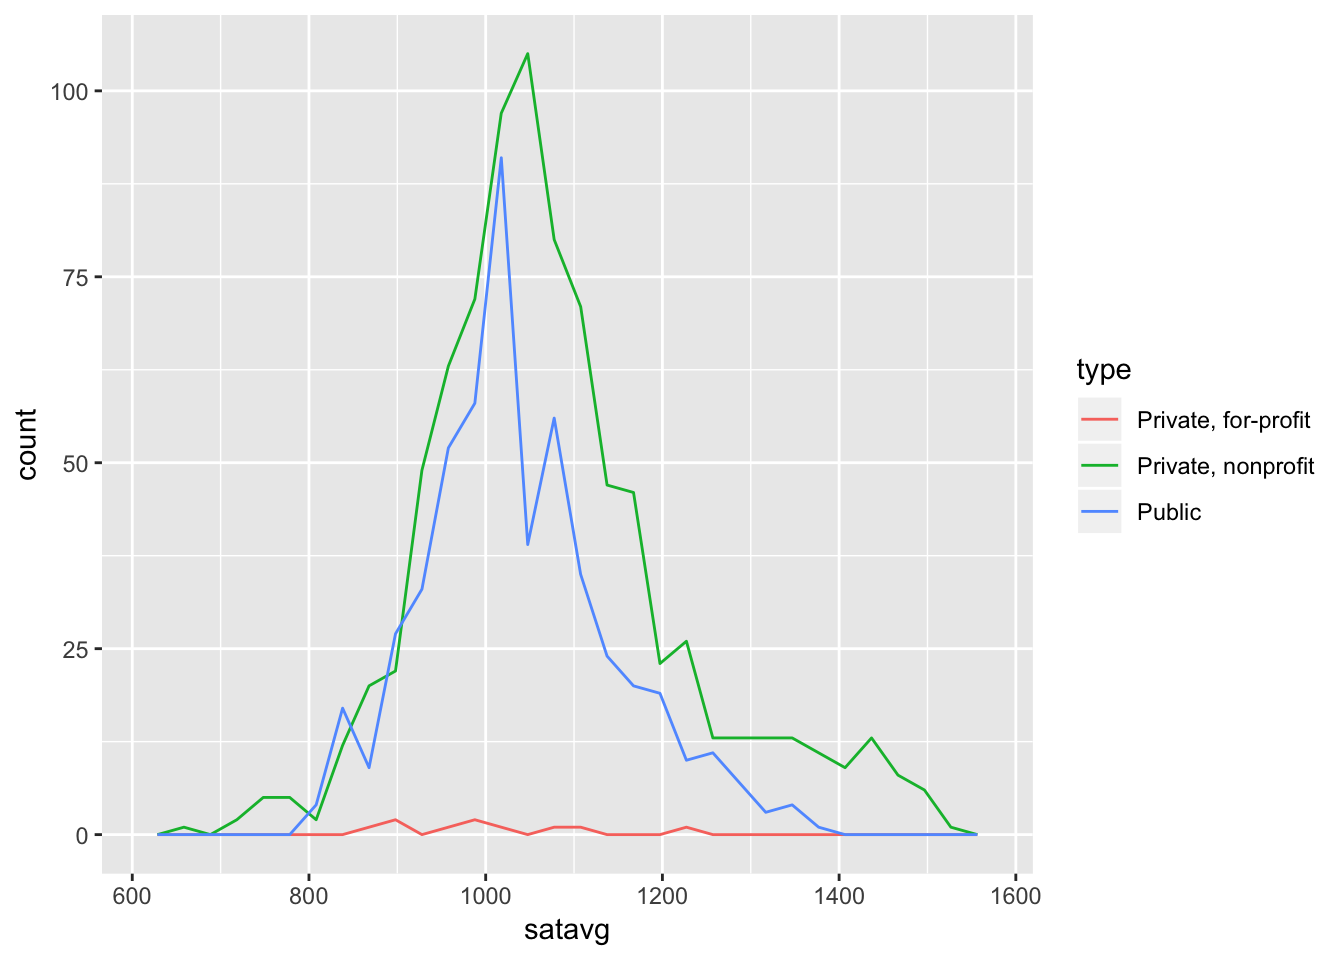 100
75
50
25
0
count
600 800 1000 1200 1400 1600
satavg
type
Private, for-profit
Private, nonprofit
Public